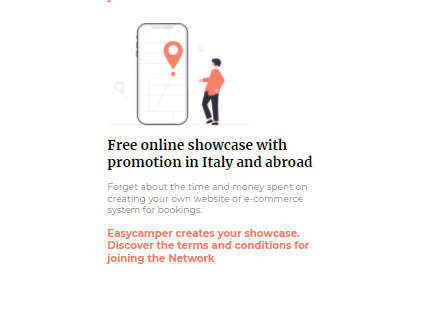 Free online showcase with
promotion in Italy and abroad
Forget about the time and money spent on
creating your own website or e-commerce
system for bookings.
Easycamper creates your showcase.
Discover the terms and conditions for
joining the Network